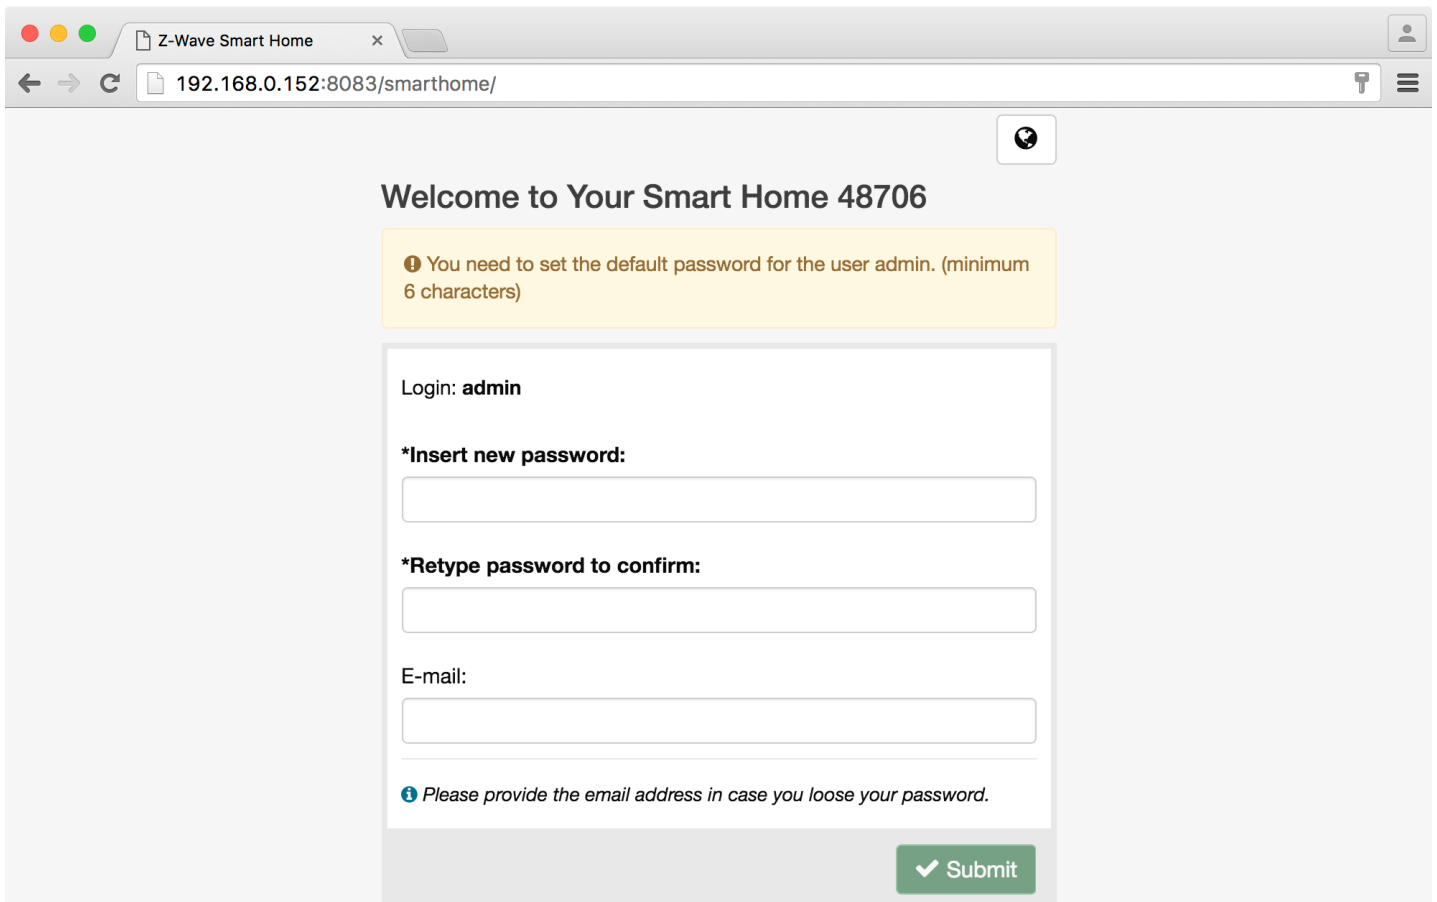 Z-Wave Smart Home
192.168.0.152:8083/smarthome/
Welcome to Your Smart Home 48706
You need to set the default password for the user admin. (minimum
6 characters)
Login: admin
*Insert new password:
*Retype password to confirm:
E-mail:
Please provide the email address in case you loose your password.
Submit